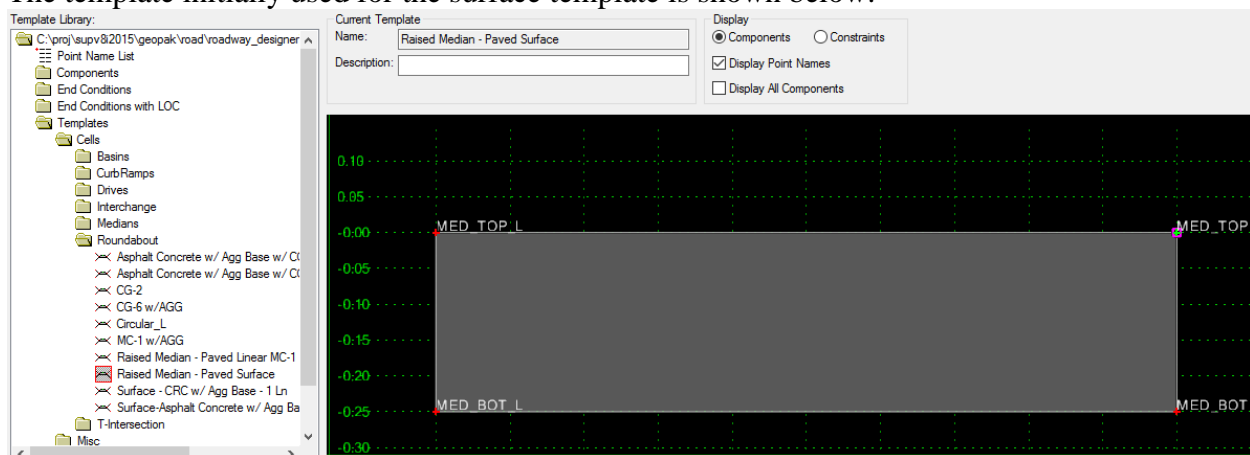 The template initially used for the surface template is shown below.
Template Library:
C:\proj\supv8i2015\geopak\road\roadway_designer
Point Name List
Components
End Conditions
End Conditions with LOC
Templates
Cells
Basins
CurbRamps
Drives
Interchange
Medians
Roundabout
Asphalt Concrete w/ Agg Base w/ C
Asphalt Concrete w/ Agg Base w/ C
CG-2
CG-6 w/AGG
Circular_L
MC-1 w/AGG
Raised Median - Paved Linear MC-1
Raised Median - Paved Surface
Surface - CRC w/ Agg Base - 1 Ln
Surface-Asphalt Concrete w/ Agg Ba
T-Intersection
Misc
Current Template
Name: Raised Median - Paved Surface
Description:
Display
Components Constraints
Display Point Names
Display All Components
0.10
0.05
-0.00
-0.05
-0.10
-0.15
-0.20
-0.25
-0.30
MED_TOP_L MED_TOP
MED_BOT_L MED_BOT